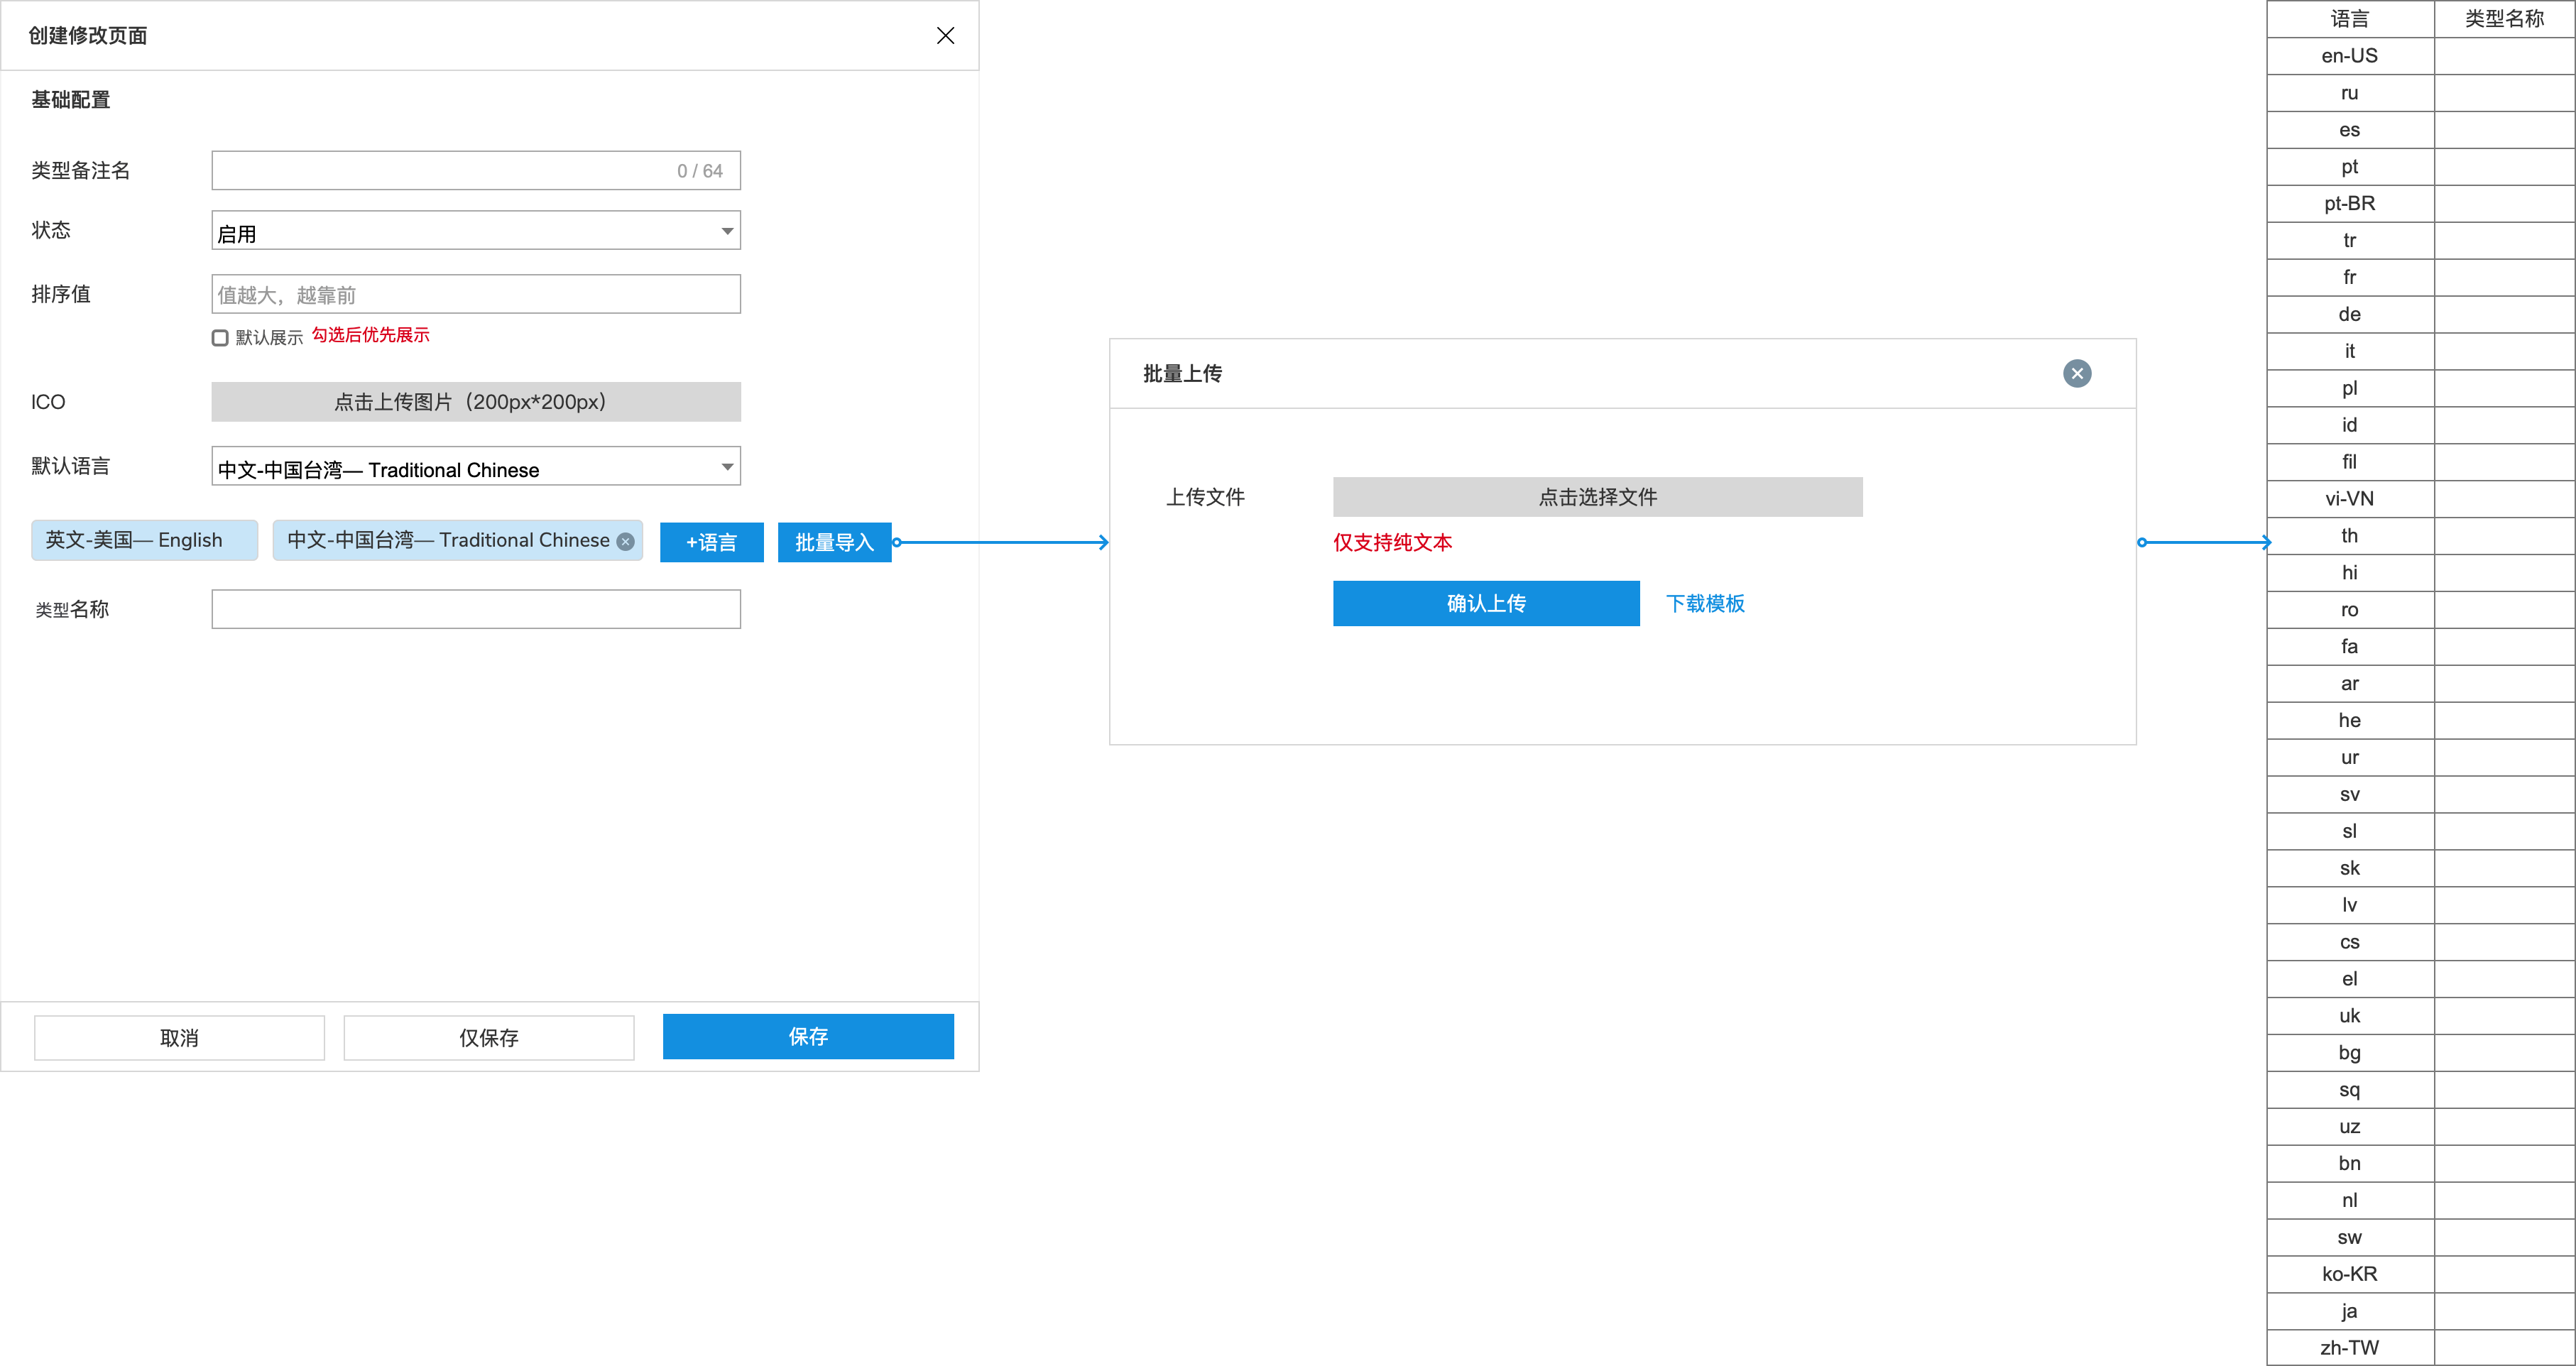 创建修改页面
基础配置
类型备注名
0 / 64
状态
启用
排序值
值越大，越靠前
默认展示 勾选后优先展示
ICO
点击上传图片（200px*200px）
默认语言
中文-中国台湾— Traditional Chinese
英文-美国— English
中文-中国台湾— Traditional Chinese
+语言
批量导入
类型名称
取消
仅保存
保存
批量上传
上传文件
点击选择文件
仅支持纯文本
确认上传
下载模板
语言 类型名称
en-US
ru
es
pt
pt-BR
tr
fr
de
it
pl
id
fil
vi-VN
th
hi
ro
fa
ar
he
ur
sv
sl
sk
lv
cs
el
uk
bg
sq
uz
bn
nl
sw
ko-KR
ja
zh-TW